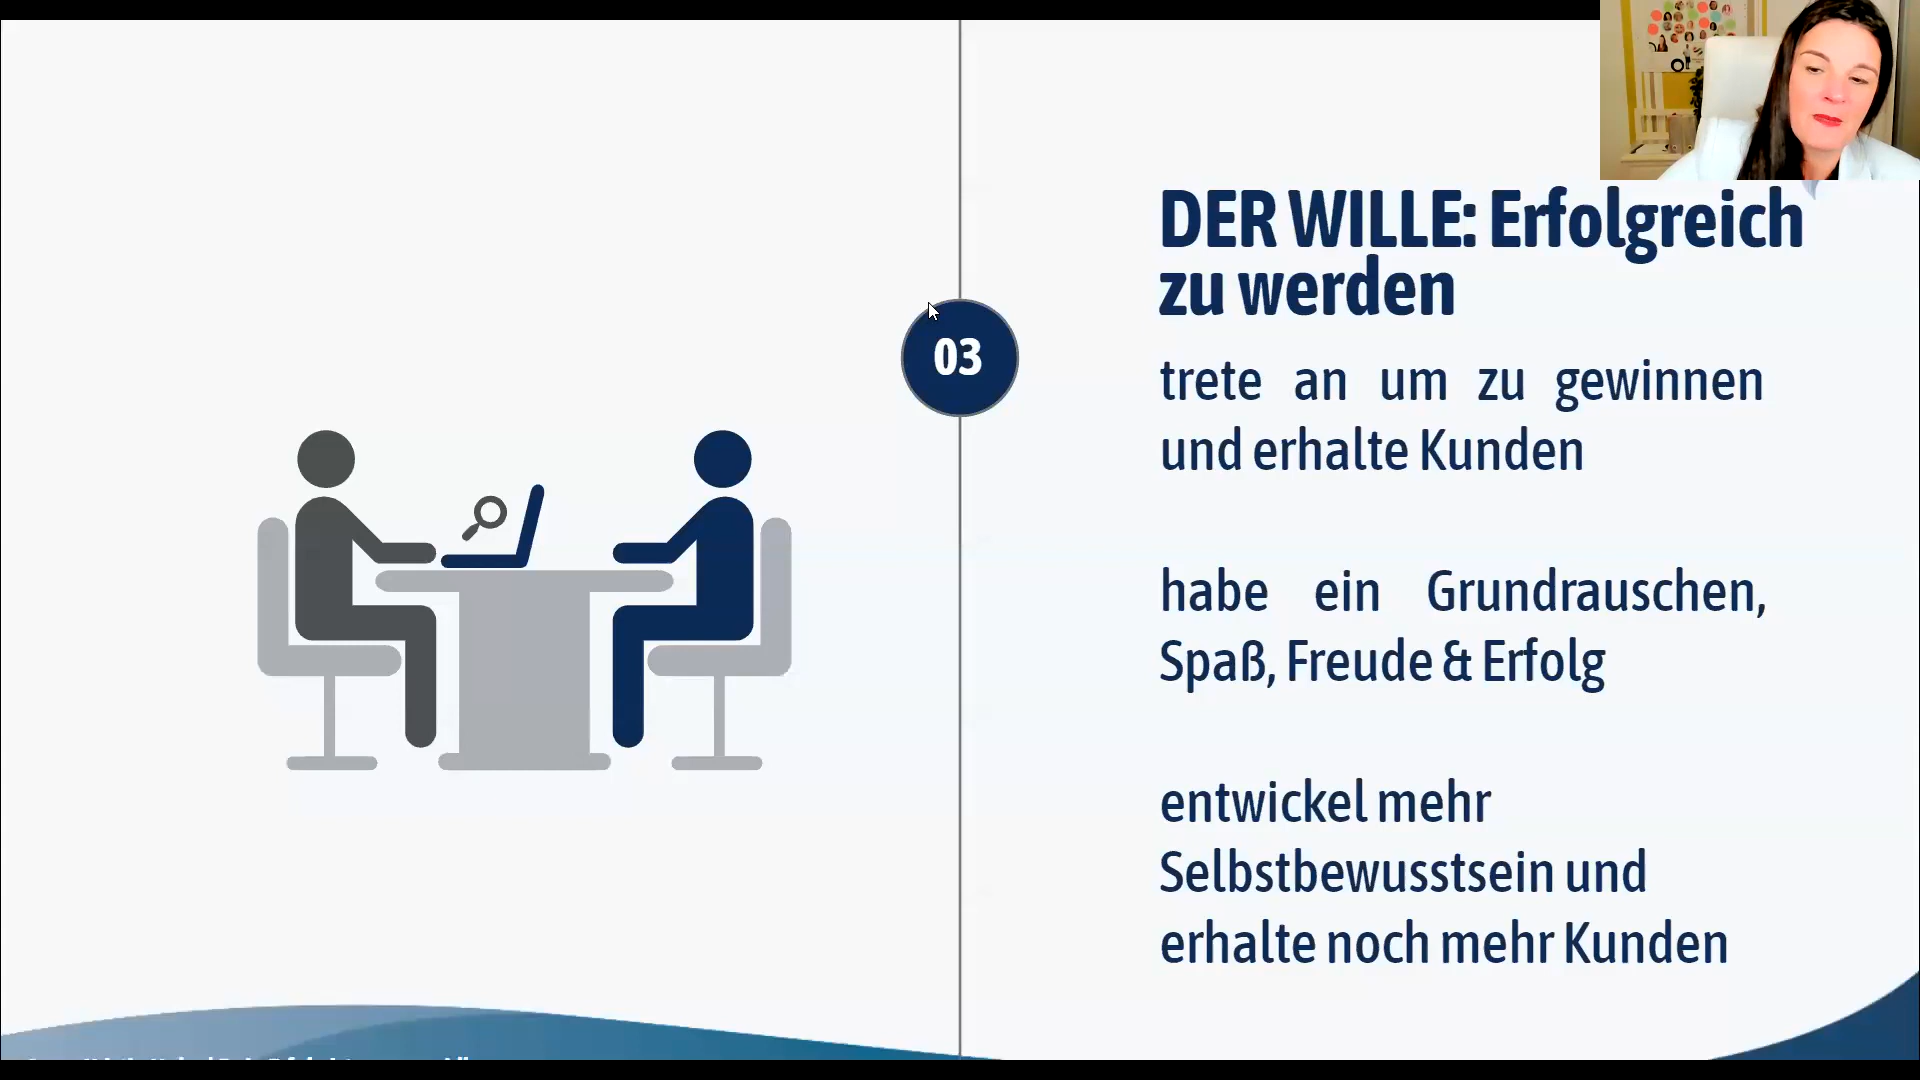 DER WILLE: Erfolgreich
zu werden
03
trete an um zu gewinnen
und erhalte Kunden
habe ein Grundrauschen,
Spaß, Freude & Erfolg
entwickel mehr
Selbstbewusstsein und
erhalte noch mehr Kunden